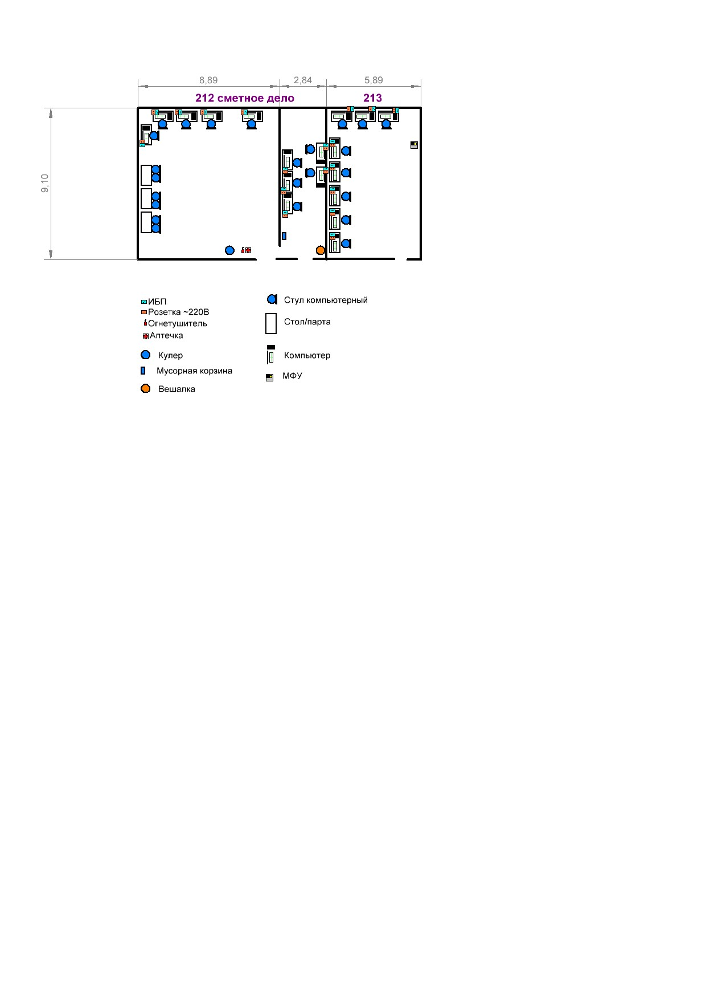 8,89
2,84
5,89
212 сметное дело
213
9,10
ИБП
Розетка ~220В
Огнетушитель
Аптечка
Кулер
Мусорная корзина
Вешалка
Стул компьютерный
Стол/парта
Компьютер
МФУ